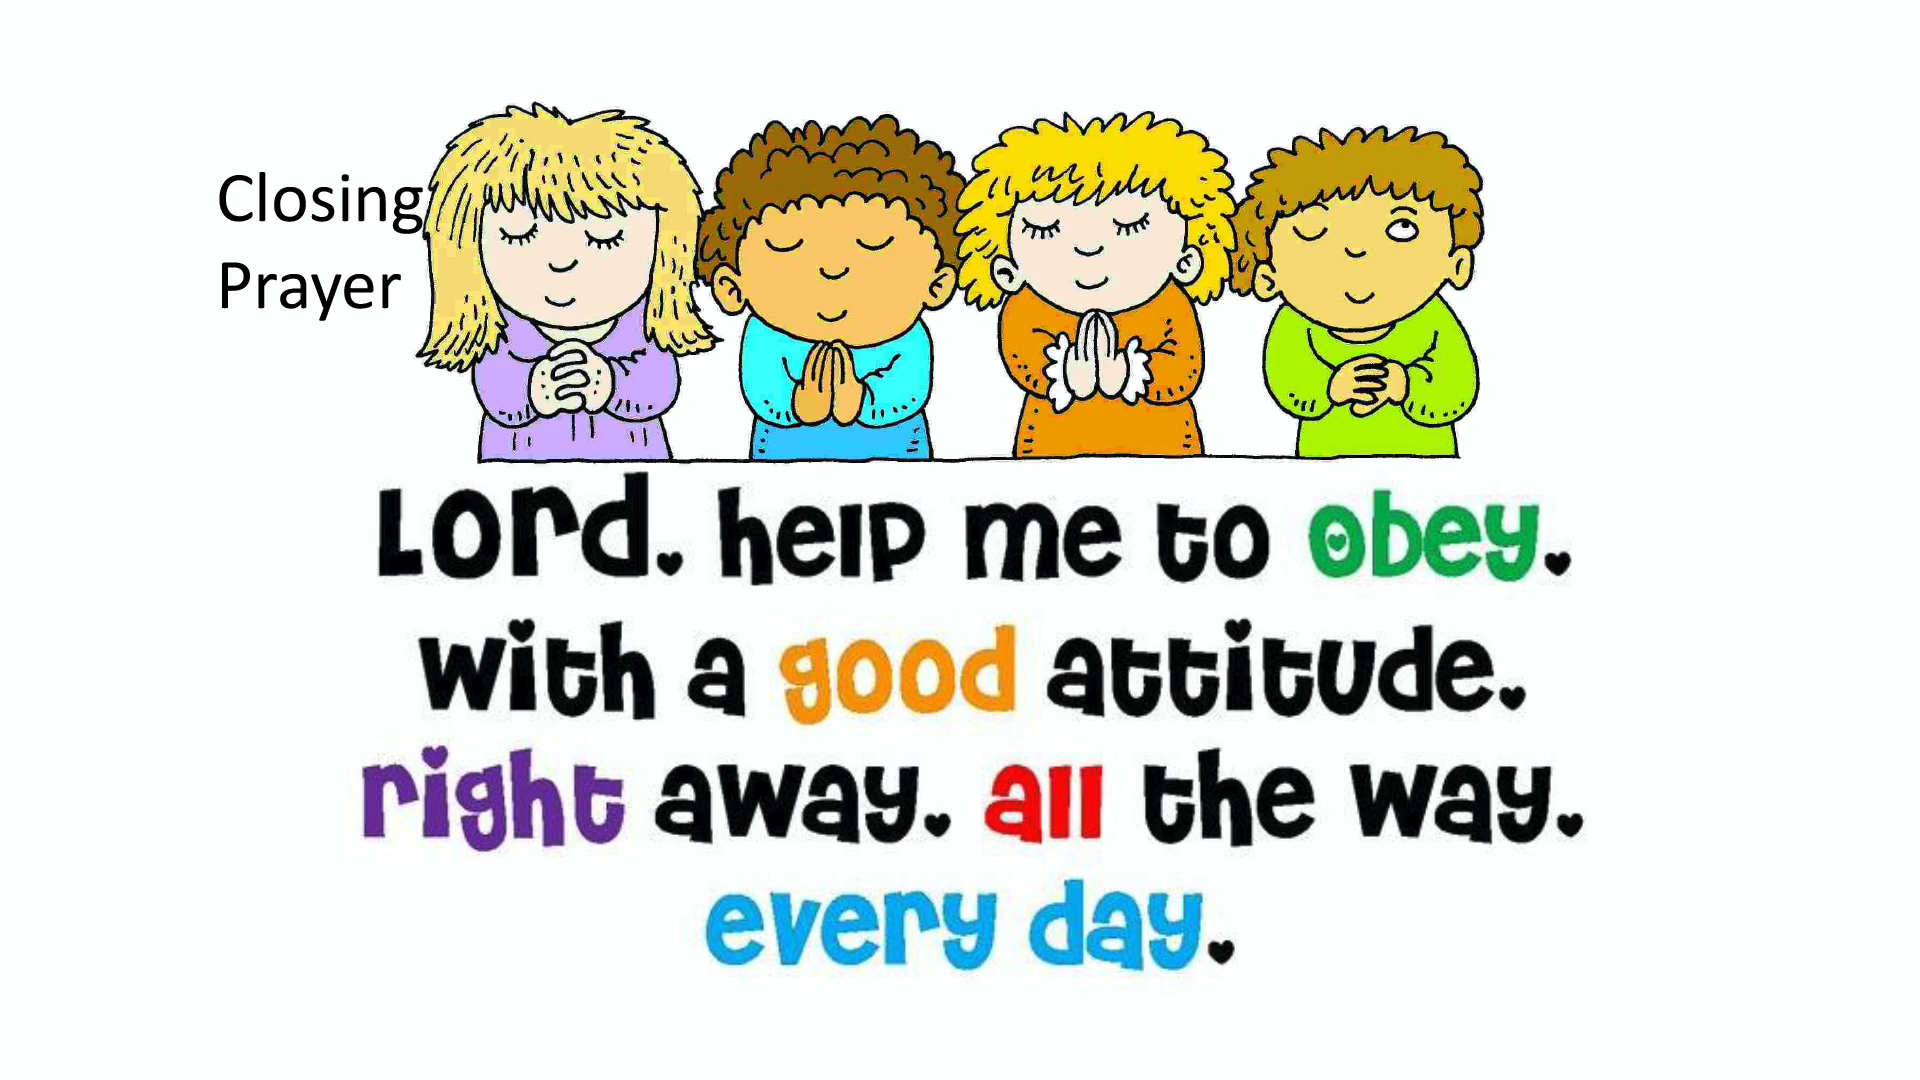 Closing
Prayer
Lord. help me to obey.
with a good attitude.
right away. all the way.
every day.